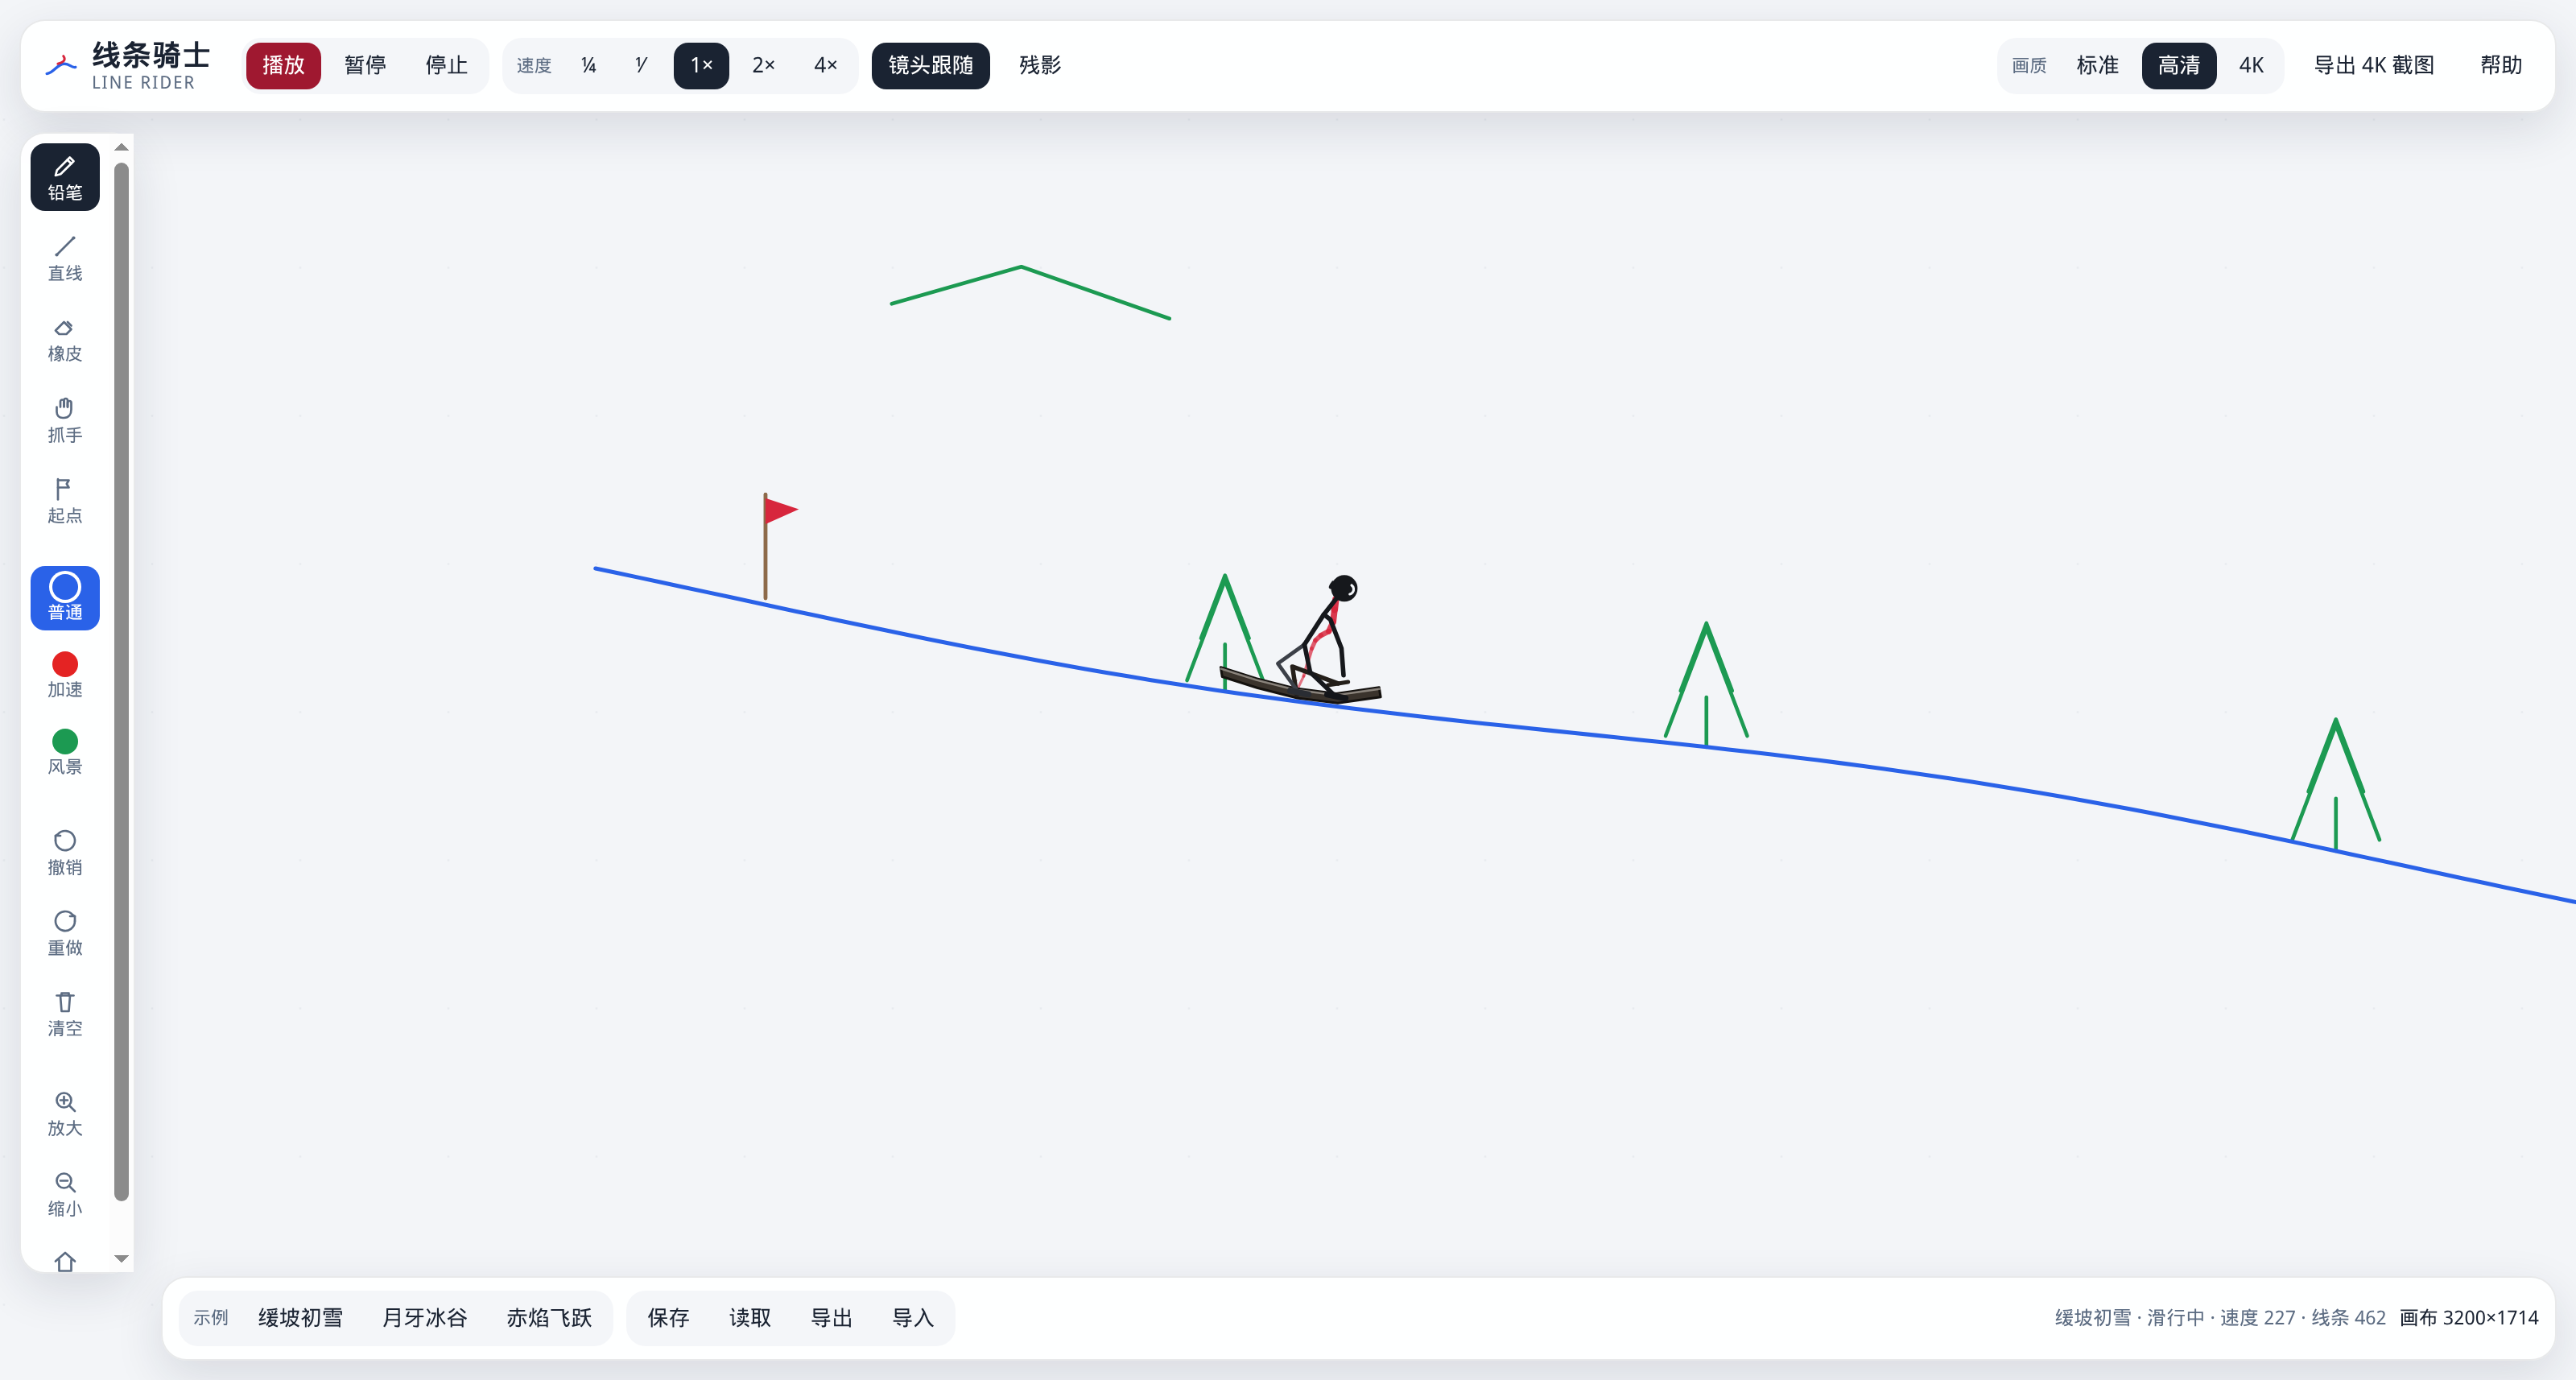 线条骑士
LINE RIDER
播放 暂停 停止 速度 ¼ ⅟ 1× 2× 4× 镜头跟随 残影 画质 标准 高清 4K 导出 4K 截图 帮助
铅笔
直线
橡皮
抓手
起点
普通
加速
风景
撤销
重做
清空
放大
缩小
示例 缓坡初雪 月牙冰谷 赤焰飞跃 保存 读取 导出 导入 缓坡初雪 · 滑行中 · 速度 227 · 线条 462 画布 3200×1714